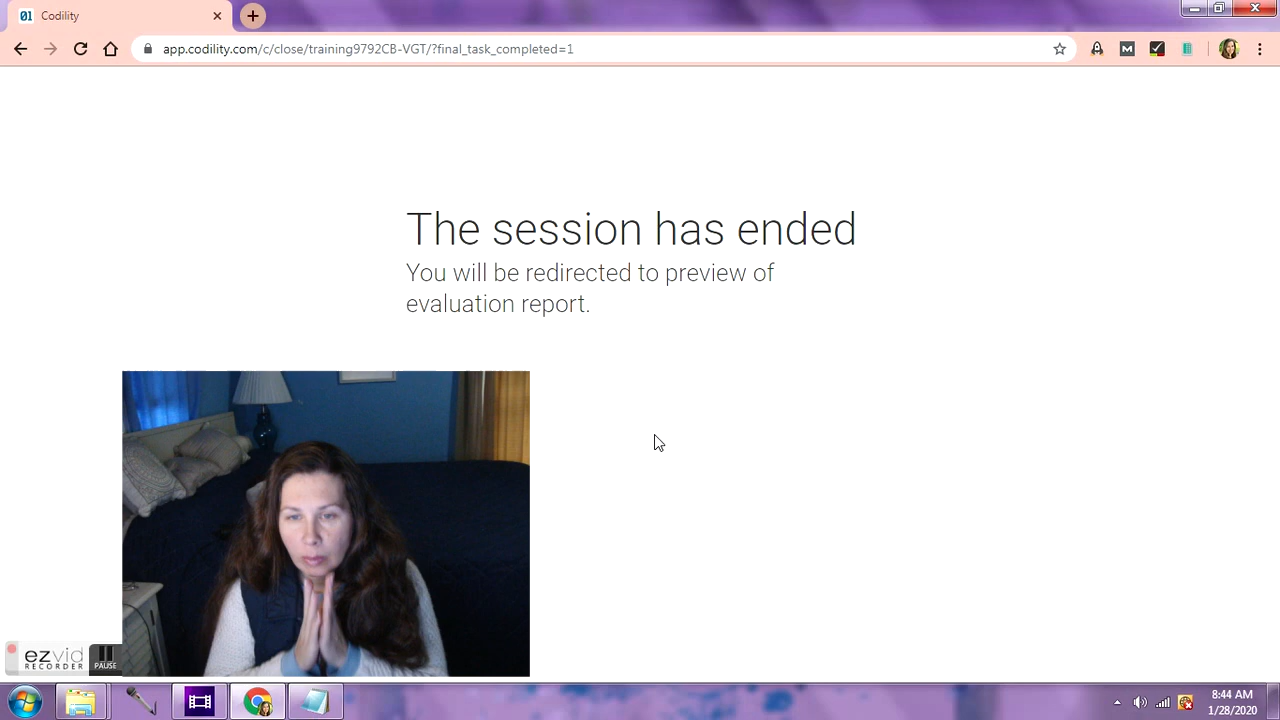 01 Codility
app.codility.com/c/close/training9792CB-VGT/?final_task_completed=1
M
The session has ended
You will be redirected to preview of
evaluation report.
ezvid
RECORDER
PAUSE
8:44 AM
1/28/2020